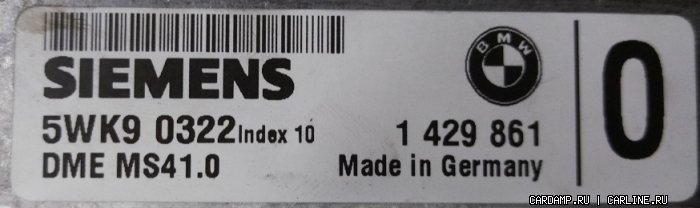 SIEMENS
BMW
5WK9 0322 Index 10
1 429 861
0
DME MS41.0
Made in Germany
CARDAMP.RU | CARLINE.RU